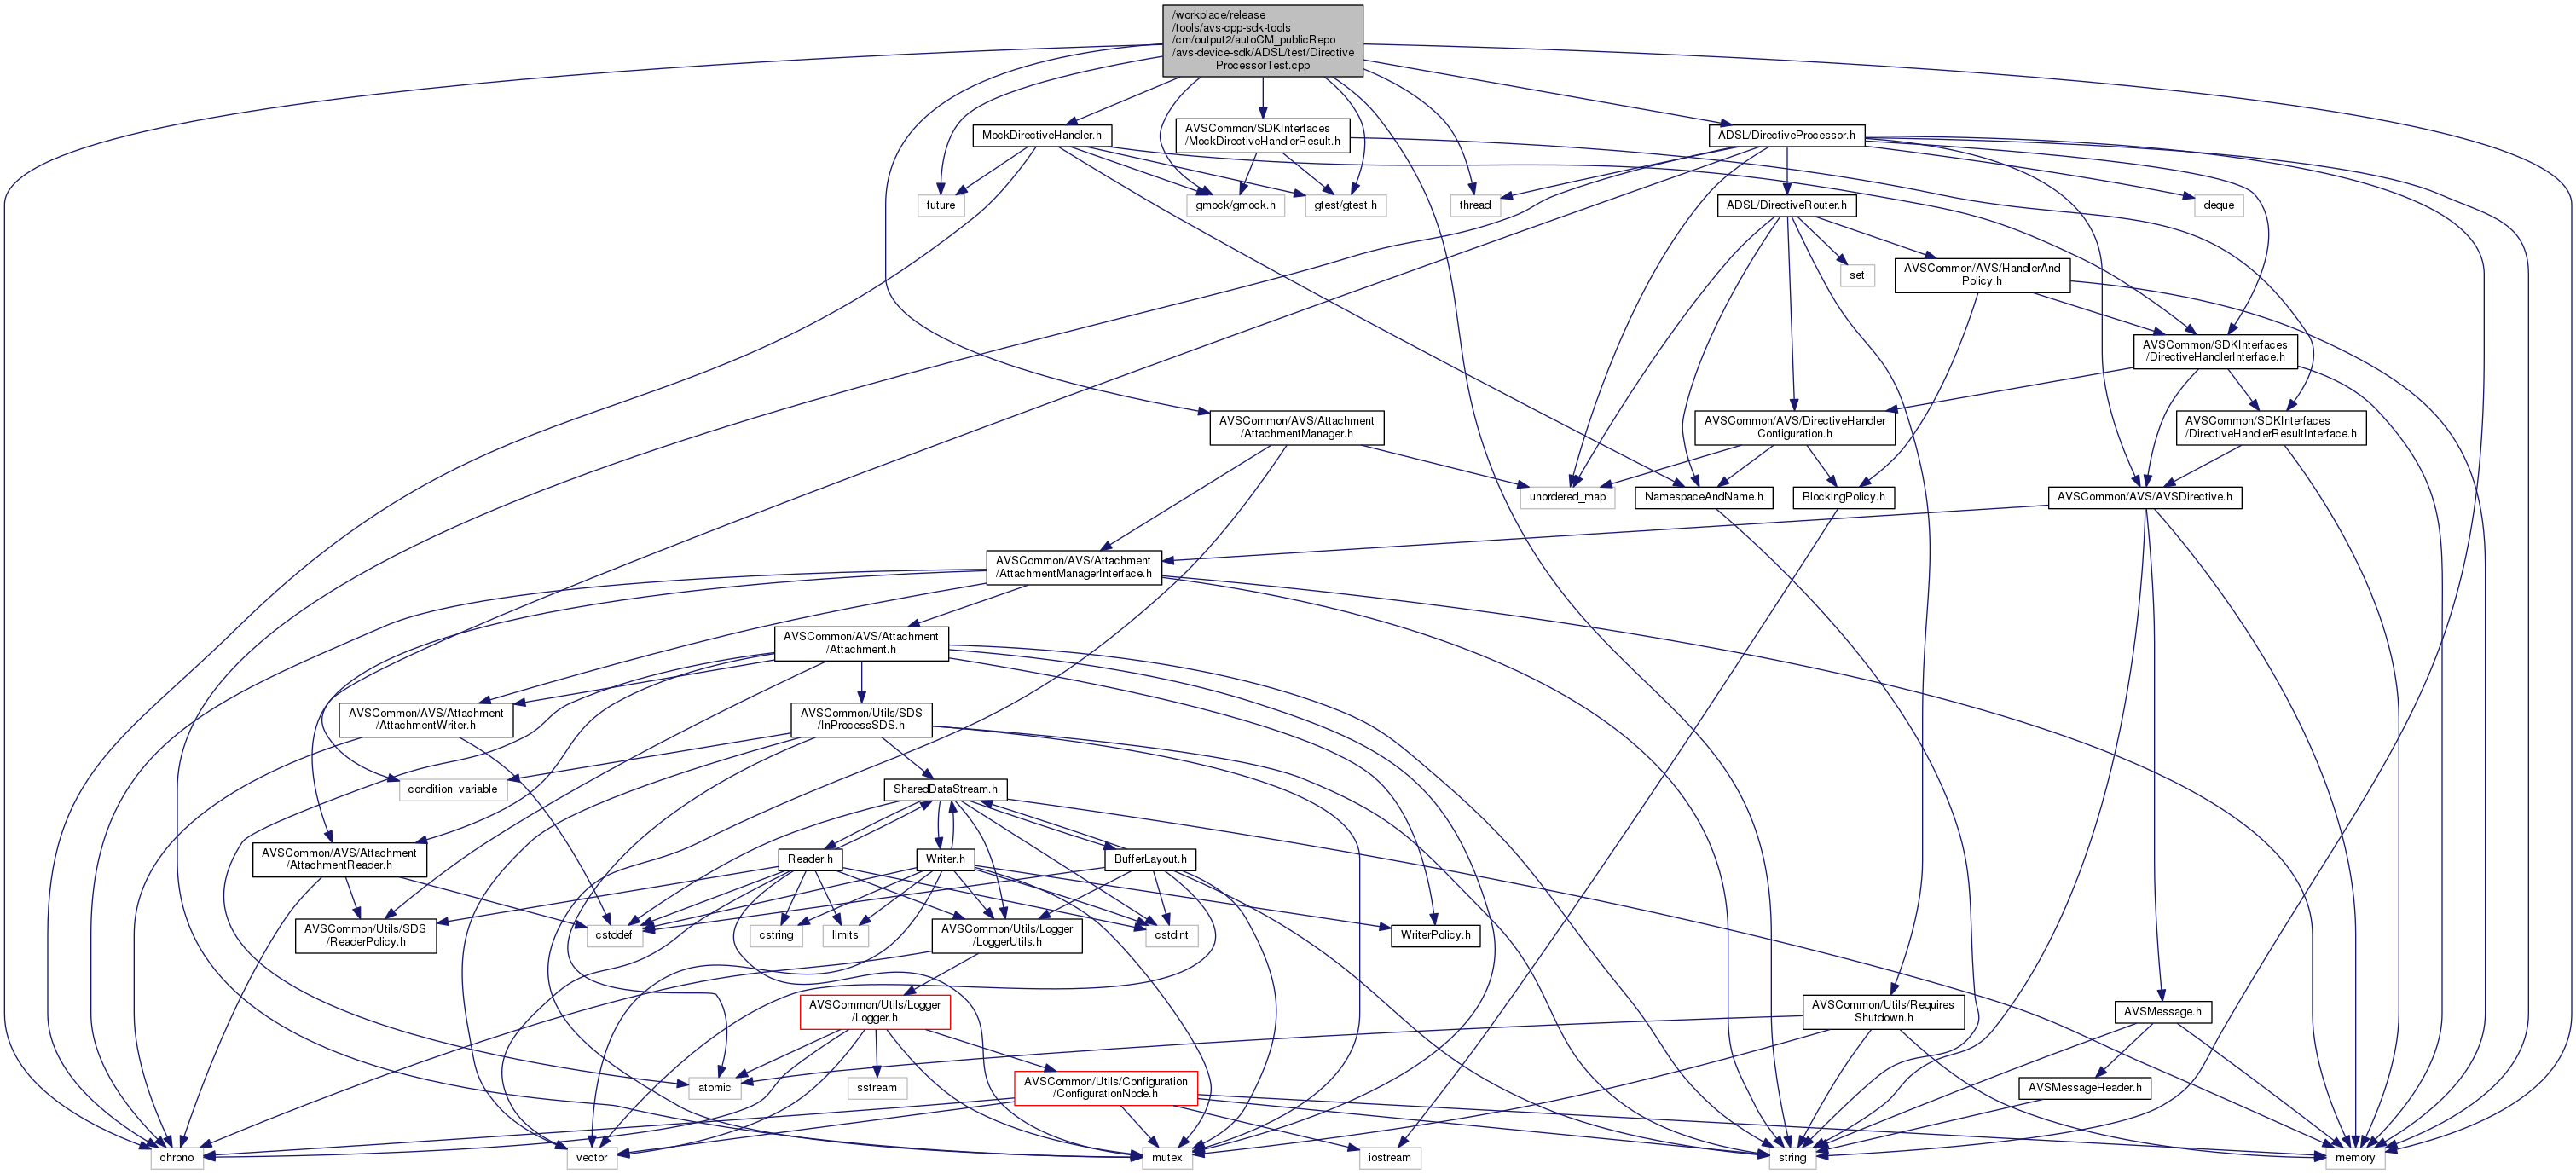 /workplace/release
/tools/avs-cpp-sdk-tools
/cm/output2/autoCM_publicRepo
/avs-device-sdk/ADSL/test/Directive
ProcessorTest.cpp
MockDirectiveHandler.h
AVSCommon/SDKInterfaces
/MockDirectiveHandlerResult.h
ADSL/DirectiveProcessor.h
future
gmock/gmock.h
gtest/gtest.h
thread
ADSL/DirectiveRouter.h
deque
set
AVSCommon/AVS/HandlerAnd
Policy.h
AVSCommon/SDKInterfaces
/DirectiveHandlerInterface.h
AVSCommon/AVS/Attachment
/AttachmentManager.h
AVSCommon/AVS/DirectiveHandler
Configuration.h
AVSCommon/SDKInterfaces
/DirectiveHandlerResultInterface.h
unordered_map
NamespaceAndName.h
BlockingPolicy.h
AVSCommon/AVS/AVSDirective.h
AVSCommon/AVS/Attachment
/AttachmentManagerInterface.h
AVSCommon/AVS/Attachment
/Attachment.h
AVSCommon/AVS/Attachment
/AttachmentWriter.h
AVSCommon/Utils/SDS
/InProcessSDS.h
condition_variable
SharedDataStream.h
AVSCommon/AVS/Attachment
/AttachmentReader.h
Reader.h
Writer.h
BufferLayout.h
AVSCommon/Utils/SDS
/ReaderPolicy.h
cstddef
cstring
limits
AVSCommon/Utils/Logger
/LoggerUtils.h
cstdint
WriterPolicy.h
AVSCommon/Utils/Logger
/Logger.h
AVSCommon/Utils/Requires
Shutdown.h
AVSMessage.h
atomic
sstream
AVSCommon/Utils/Configuration
/ConfigurationNode.h
AVSMessageHeader.h
chrono
vector
mutex
iostream
string
memory